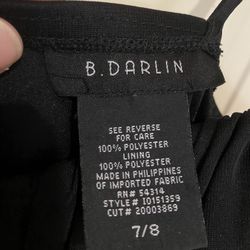 B. DARLIN
SEE REVERSE
FOR CARE
100% POLYESTER
LINING
100% POLYESTER
MADE IN PHILIPPINES
OF IMPORTED FABRIC
RN# 54314
STYLE# I0151359
CUT# 20003869
7/8